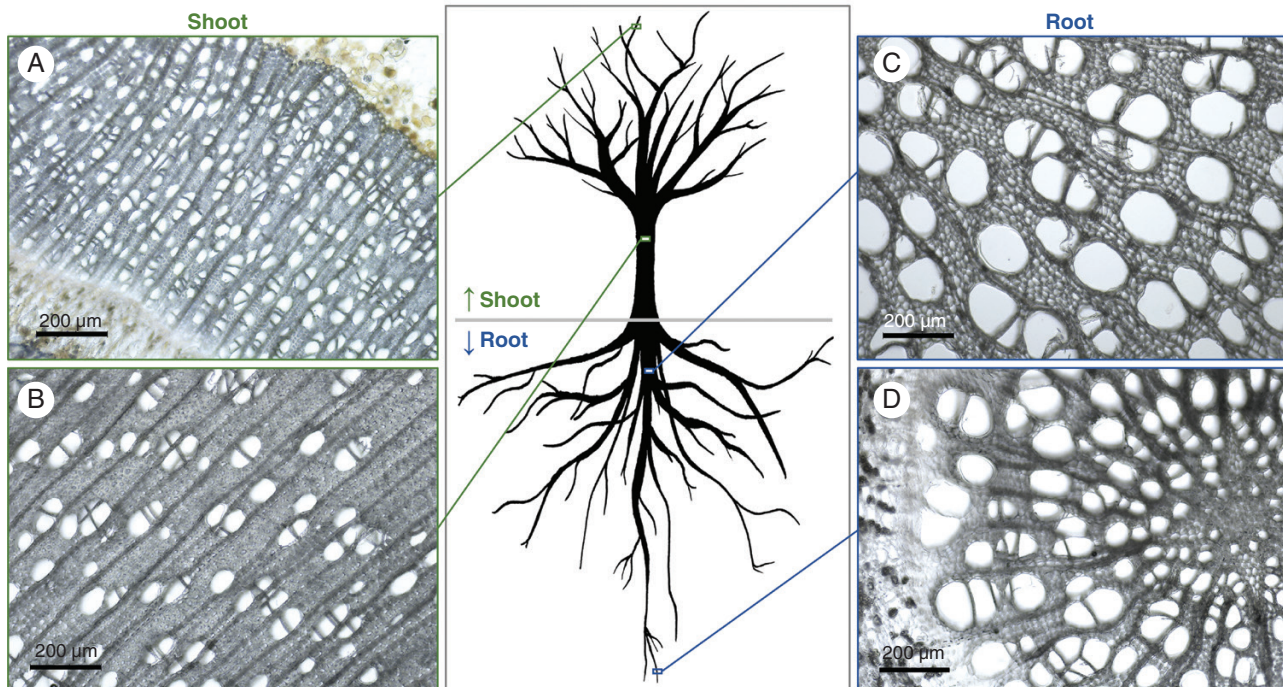 Shoot
Root
A
200 µm
B
200 µm
↑ Shoot
↓ Root
C
200 µm
D
200 µm